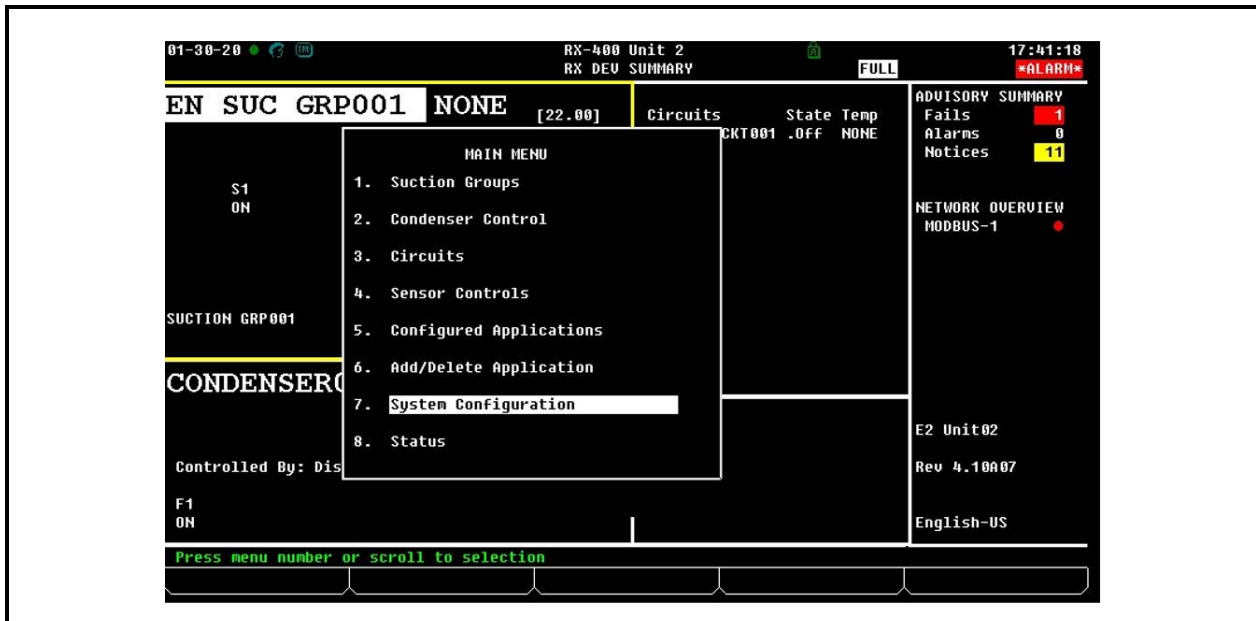 01-30-20 RX-400 Unit 2 17:41:18
RX DEV SUMMARY FULL *ALARM*
EN SUC GRP001 NONE [22.00]
S1
ON
SUCTION GRP001
Circuits State Temp
CKT001 .Off NONE
ADVISORY SUMMARY
Fails 1
Alarms 0
Notices 11
NETWORK OVERVIEW
MODBUS-1
MAIN MENU
1. Suction Groups
2. Condenser Control
3. Circuits
4. Sensor Controls
5. Configured Applications
6. Add/Delete Application
7. System Configuration
8. Status
CONDENSER
Controlled By: Dis
F1
ON
E2 Unit02
Rev 4.10A07
English-US
Press menu number or scroll to selection